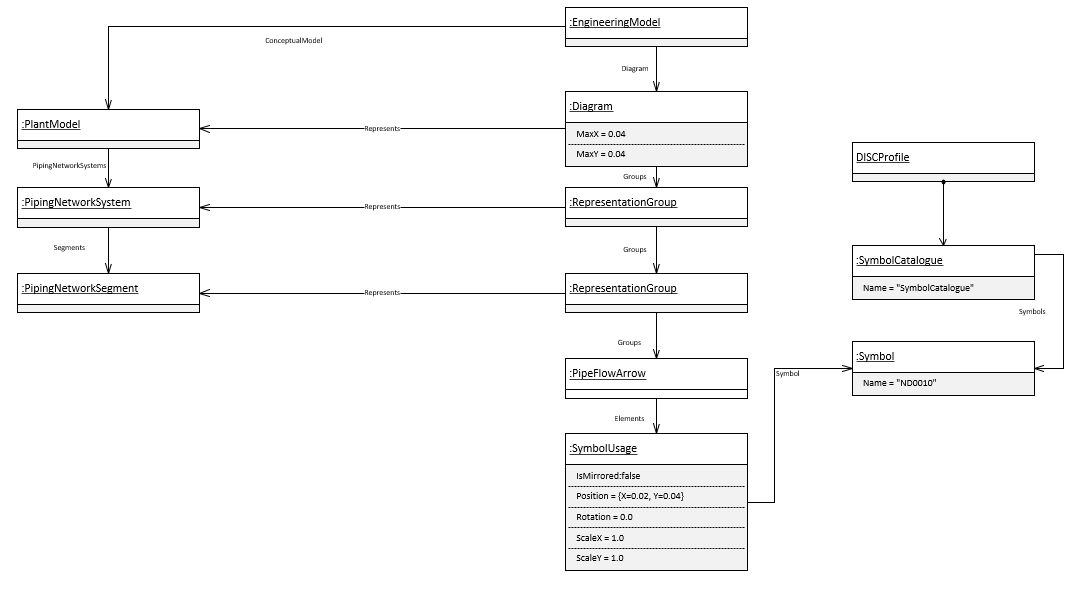 :EngineeringModel
ConceptualModel
Diagram
:Diagram
MaxX = 0.04
MaxY = 0.04
:PlantModel
Represents
PipingNetworkSystems
Groups
DISCProfile
:PipingNetworkSystem
Represents
:RepresentationGroup
Segments
Groups
:SymbolCatalogue
Name = "SymbolCatalogue"
:PipingNetworkSegment
Represents
:RepresentationGroup
Symbols
Groups
:Symbol
Name = "ND0010"
:PipeFlowArrow
Symbol
Elements
:SymbolUsage
IsMirrored:false
Position = {X=0.02, Y=0.04}
Rotation = 0.0
ScaleX = 1.0
ScaleY = 1.0